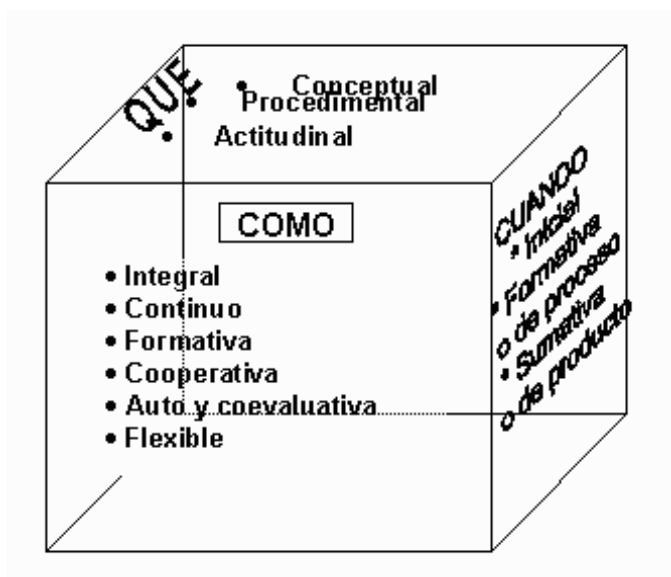 QUE
• Conceptual
• Procedimental
• Actitudinal
COMO
• Integral
• Continuo
• Formativa
• Cooperativa
• Auto y coevaluativa
• Flexible
CUANDO
• Inicial
• Formativa
o de proceso
• Sumativa
o de producto